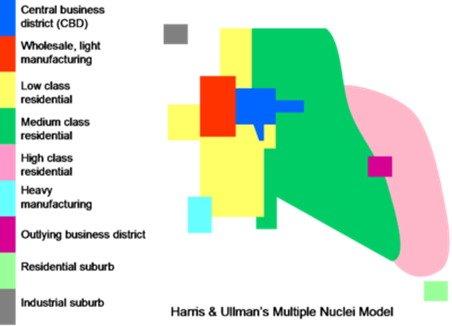 Central business
district (CBD)
Wholesale, light
manufacturing
Low class
residential
Medium class
residential
High class
residential
Heavy
manufacturing
Outlying business district
Residential suburb
Industrial suburb
Harris & Ullman's Multiple Nuclei Model